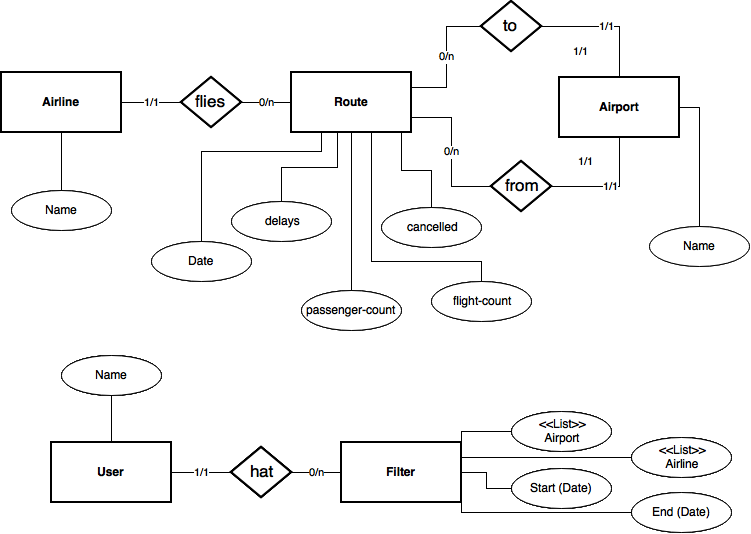 to
1/1
0/n
1/1
Airline
1/1
flies
0/n
Route
Airport
0/n
1/1
from
1/1
Name
delays
cancelled
Name
Date
passenger-count
flight-count
Name
<<List>>
Airport
<<List>>
Airline
User
1/1
hat
0/n
Filter
Start (Date)
End (Date)